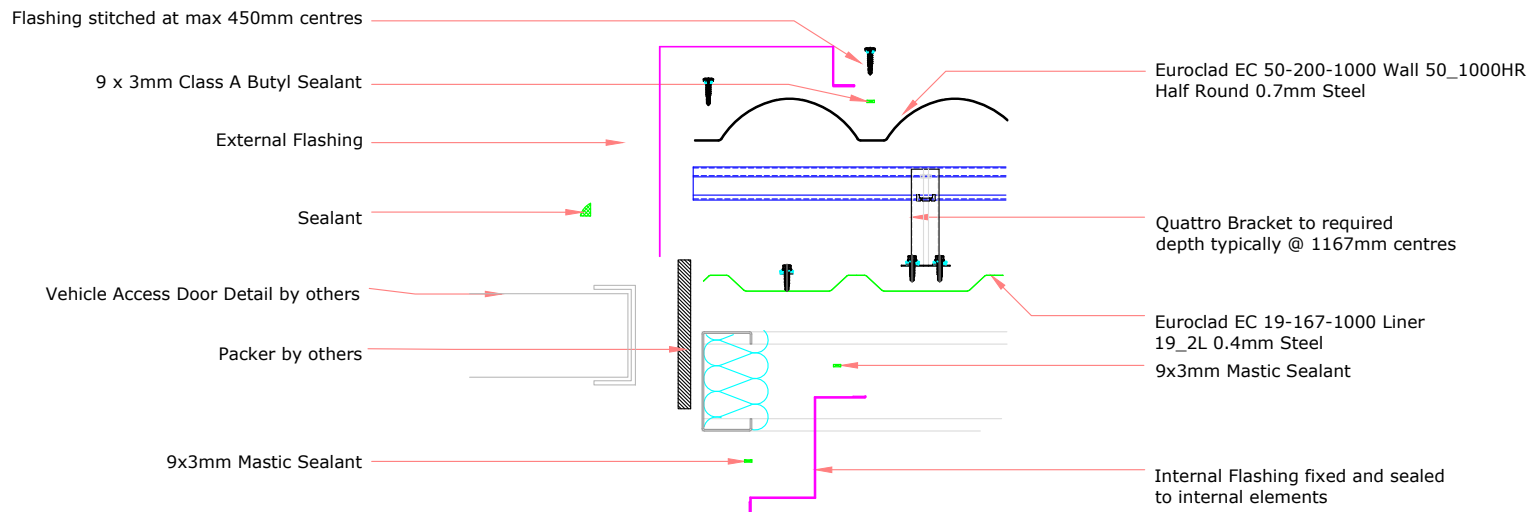 Flashing stitched at max 450mm centres
9 x 3mm Class A Butyl Sealant
External Flashing
Sealant
Vehicle Access Door Detail by others
Packer by others
9x3mm Mastic Sealant
Euroclad EC 50-200-1000 Wall 50_1000HR
Half Round 0.7mm Steel
Quattro Bracket to required
depth typically @ 1167mm centres
Euroclad EC 19-167-1000 Liner
19_2L 0.4mm Steel
9x3mm Mastic Sealant
Internal Flashing fixed and sealed
to internal elements